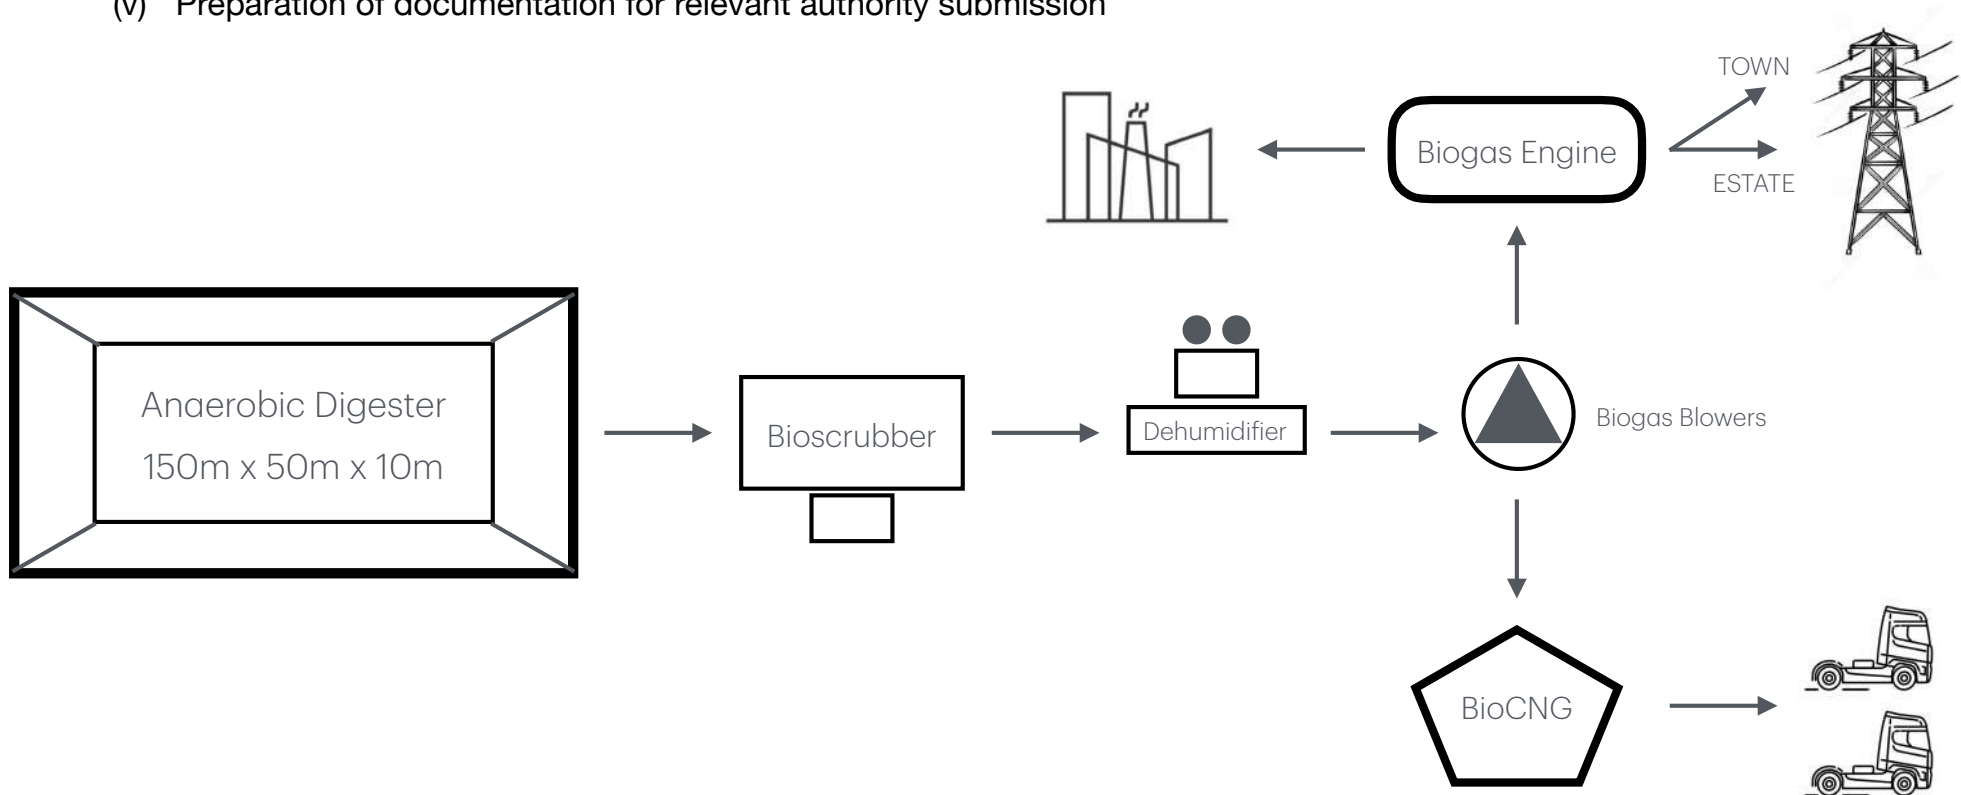 (v) Preparation of documentation for relevant authority submission
TOWN
Biogas Engine
ESTATE
Anaerobic Digester
150m x 50m x 10m
Bioscrubber
Dehumidifier
Biogas Blowers
BioCNG